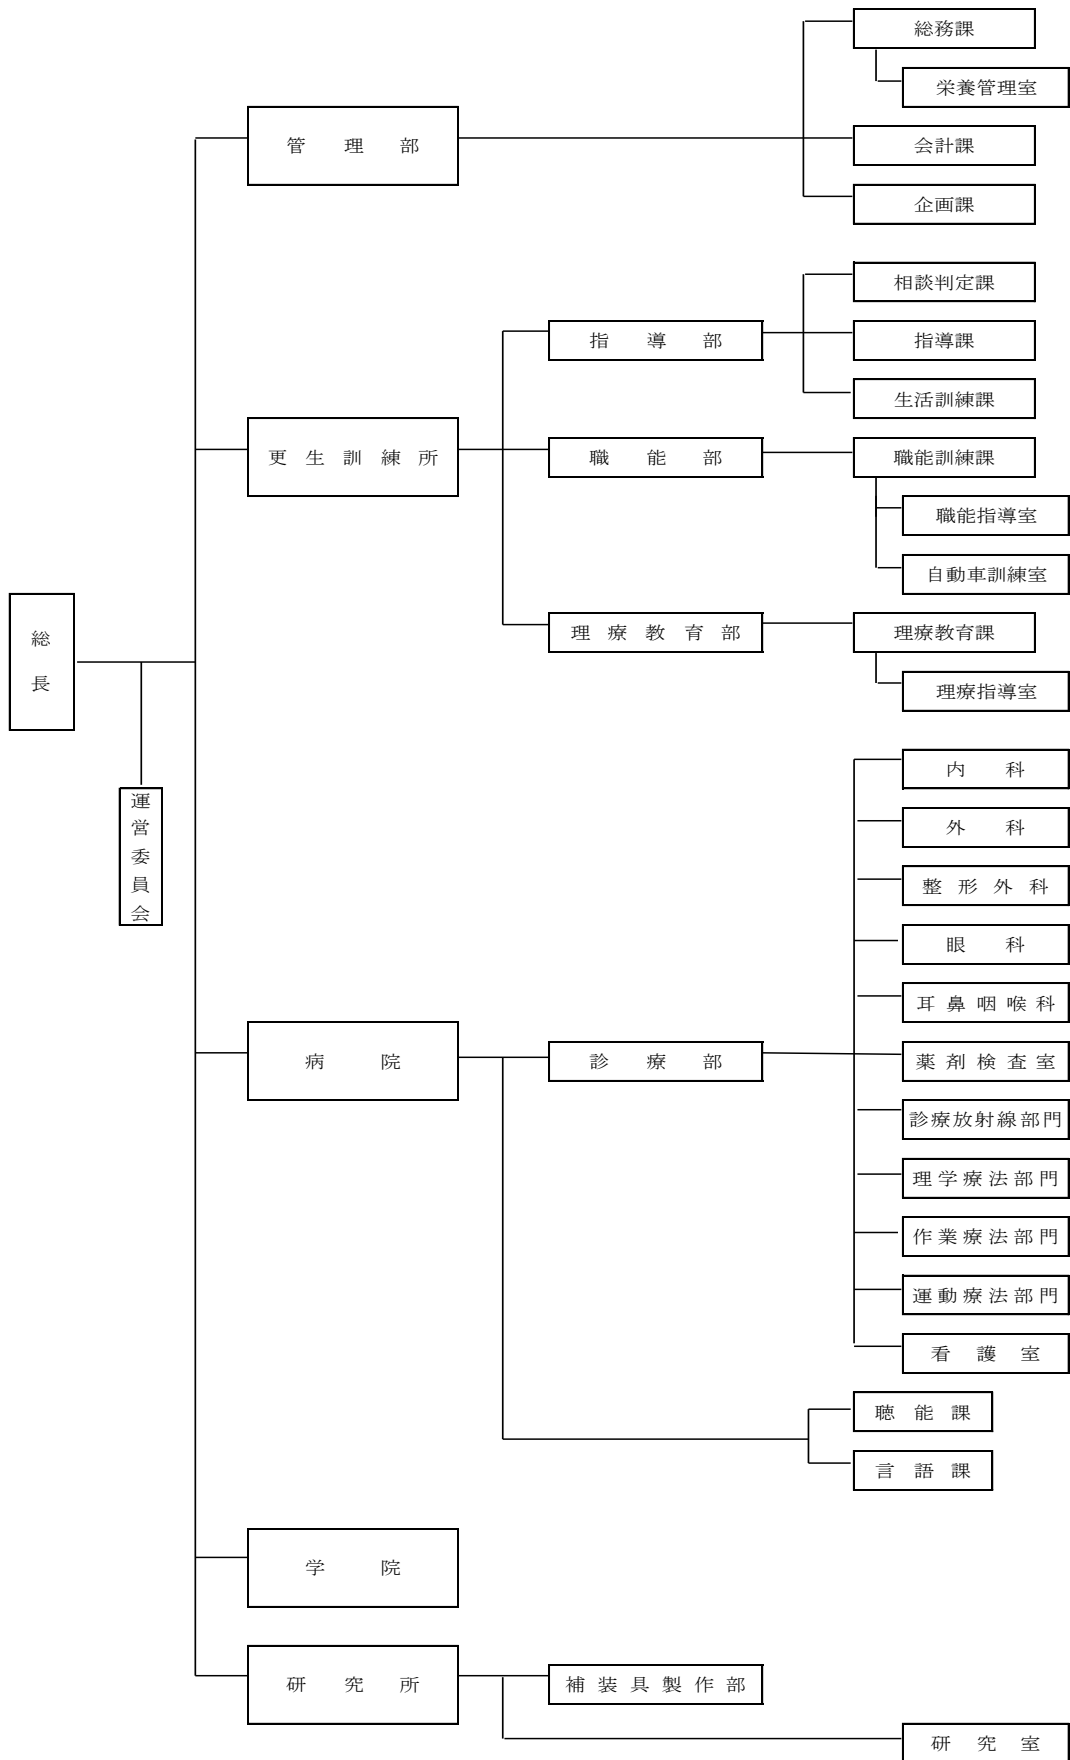 総務課
栄養管理室
管理部
会計課
企画課
相談判定課
指導部
指導課
生活訓練課
更生訓練所
職能部
職能訓練課
職能指導室
自動車訓練室
総長
理療教育部
理療教育課
理療指導室
運営委員会
内科
外科
整形外科
眼科
耳鼻咽喉科
病院
診療部
薬剤検査室
診療放射線部門
理学療法部門
作業療法部門
運動療法部門
看護室
聴能課
言語課
学院
研究所
補装具製作部
研究室